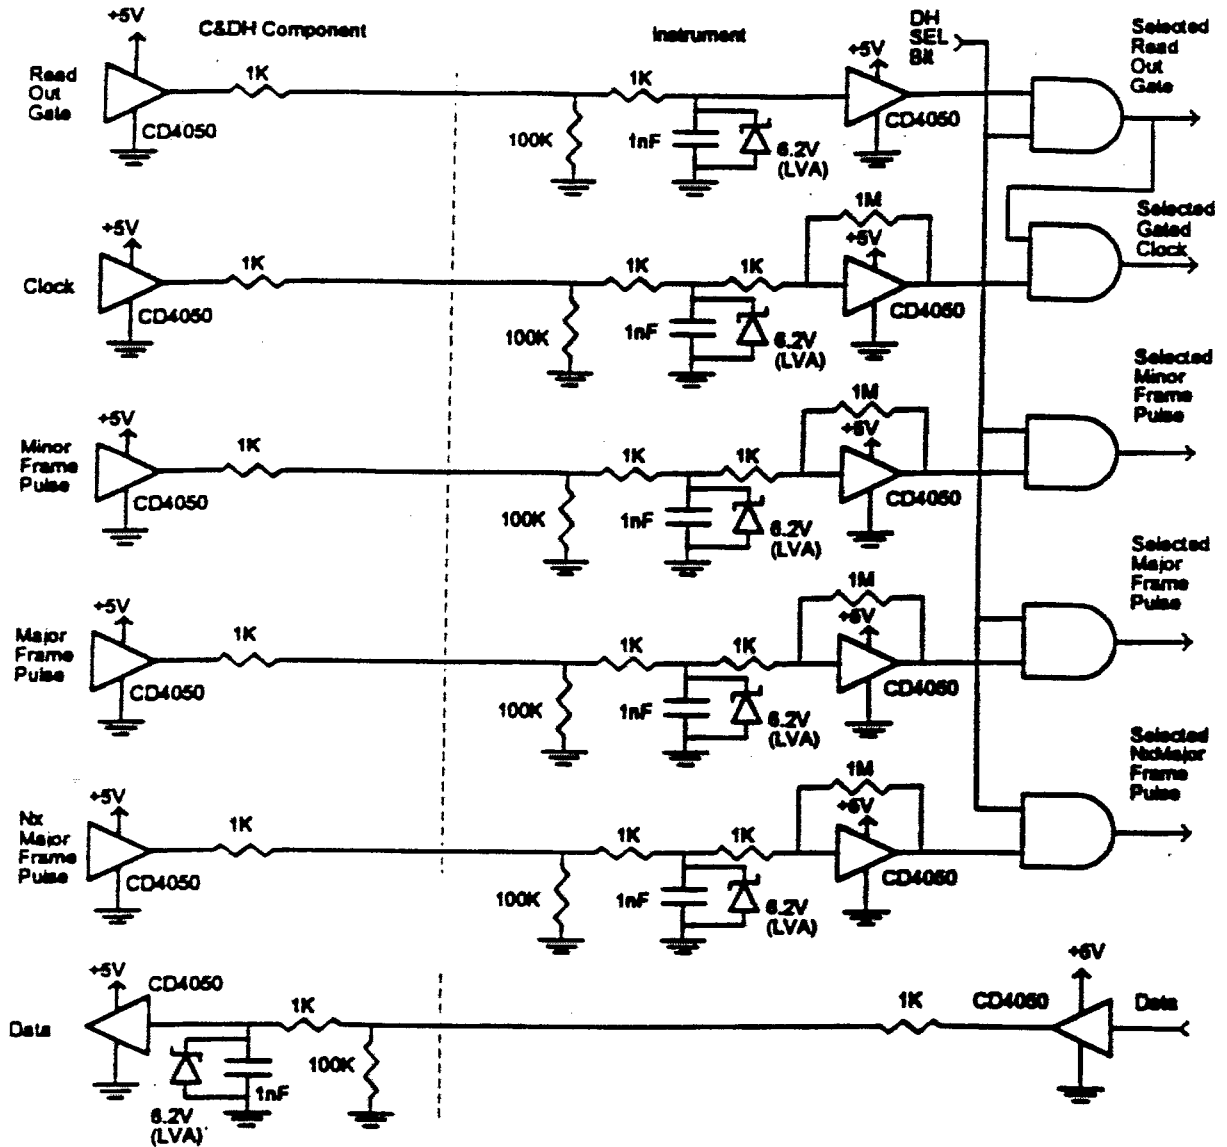 +5V
C&DH Component
Instrument
DH
SEL
Bit
Selected
Read
Out
Gate
Read
Out
Gate
1K
1K
+5V
CD4050
100K
1nF
6.2V
(LVA)
CD4050
+5V
1M
Selected
Gated
Clock
Clock
1K
1K
1K
+5V
CD4050
100K
1nF
6.2V
(LVA)
CD4050
+5V
1M
Selected
Minor
Frame
Pulse
Minor
Frame
Pulse
1K
1K
1K
+5V
CD4050
100K
1nF
6.2V
(LVA)
CD4050
+5V
1M
Selected
Major
Frame
Pulse
Major
Frame
Pulse
1K
1K
1K
+5V
CD4050
100K
1nF
6.2V
(LVA)
CD4050
+5V
1M
Selected
NxMajor
Frame
Pulse
Nx
Major
Frame
Pulse
1K
1K
1K
+5V
CD4050
100K
1nF
6.2V
(LVA)
CD4050
+5V
CD4050
+5V
Data
1K
1K
CD4050
Data
100K
1nF
6.2V
(LVA)